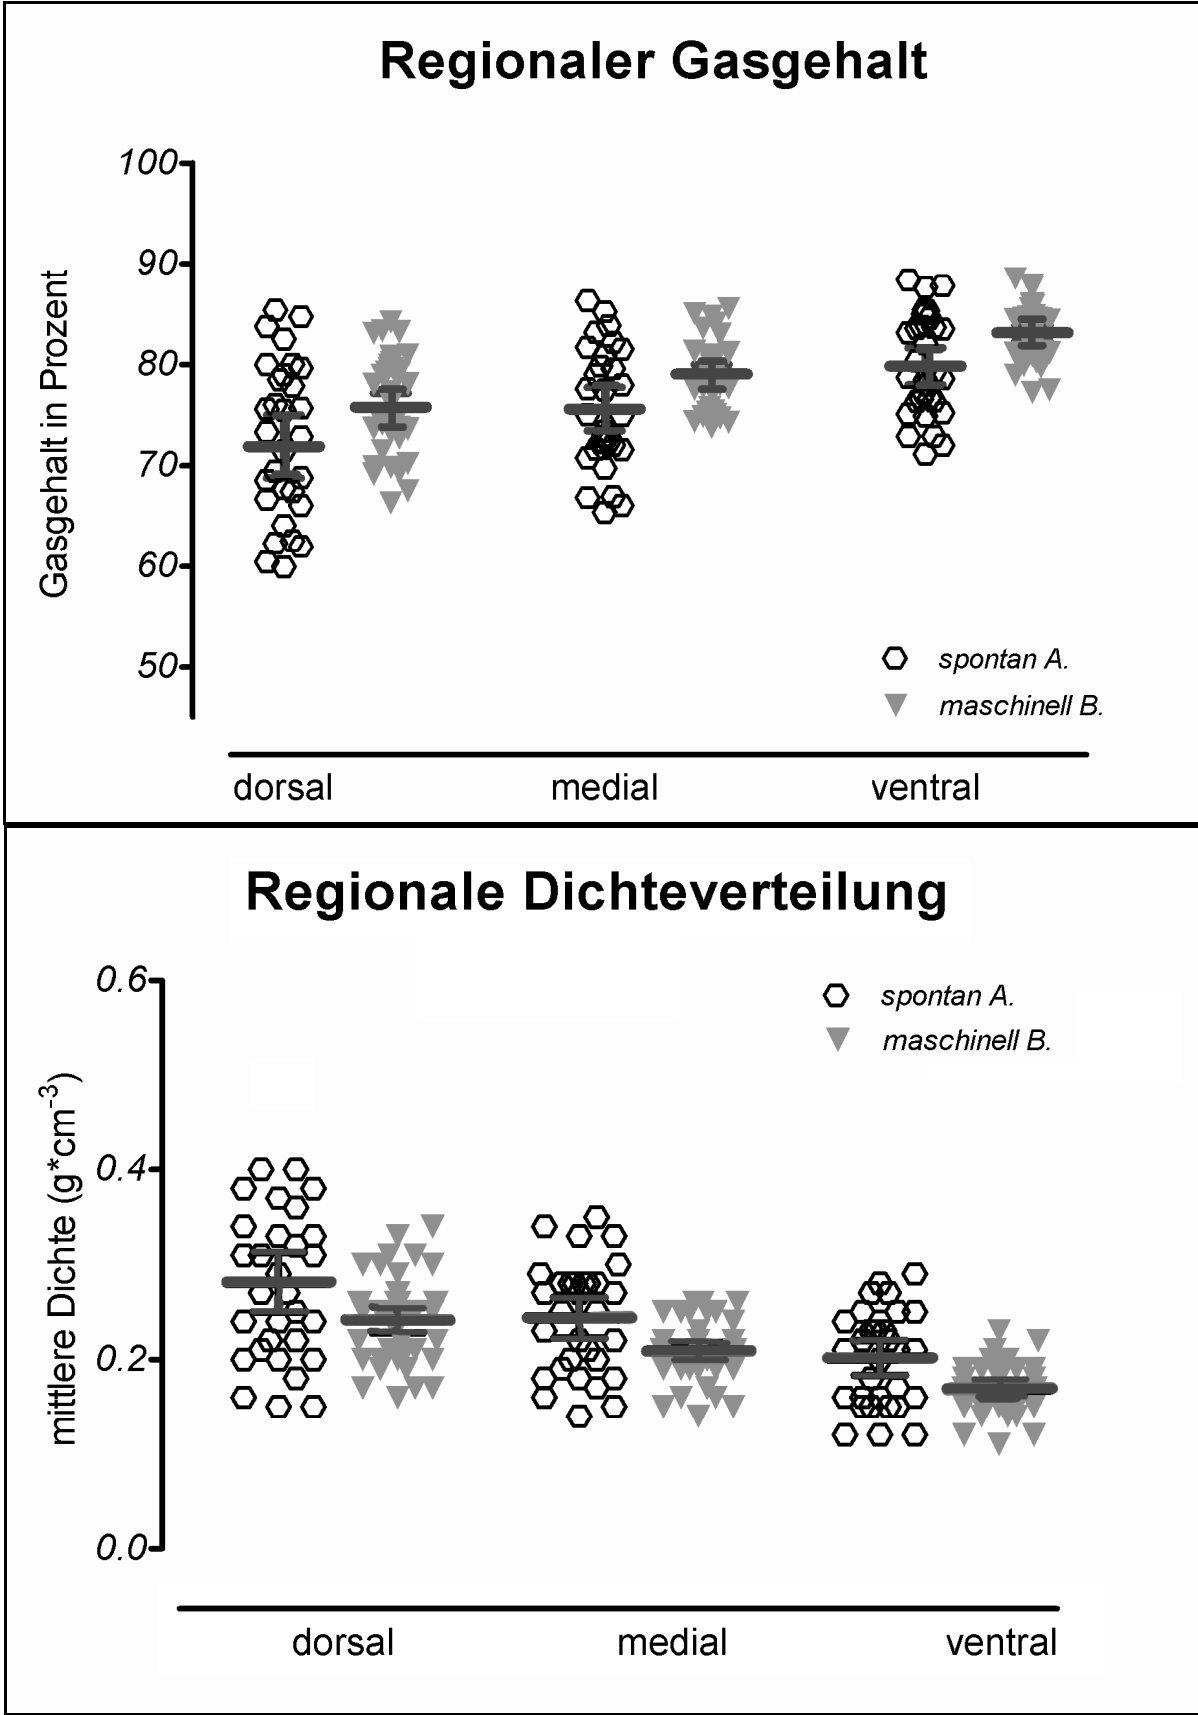 Regionaler Gasgehalt
100
90
80
70
60
50
Gasgehalt in Prozent
spontan A.
maschinell B.
dorsal medial ventral
Regionale Dichteverteilung
0.6
0.4
0.2
0.0
mittlere Dichte (g*cm⁻³)
spontan A.
maschinell B.
dorsal medial ventral